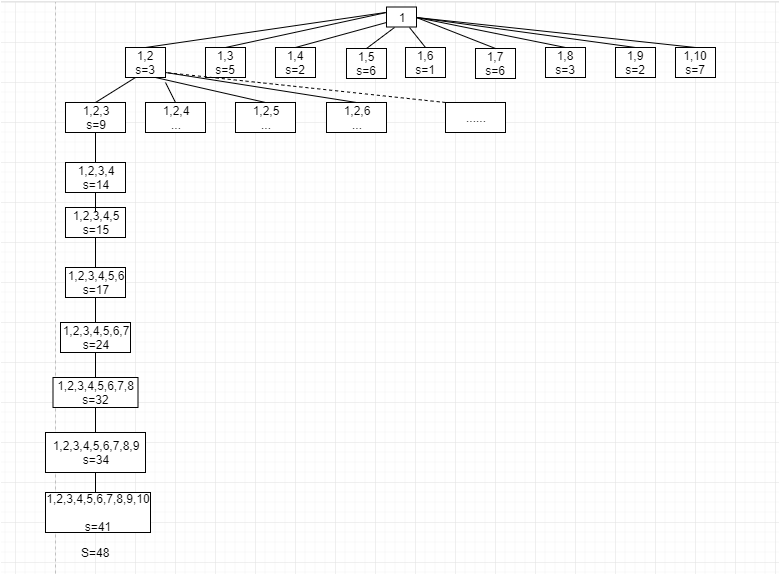 1
1,2
s=3
1,3
s=5
1,4
s=2
1,5
s=6
1,6
s=1
1,7
s=6
1,8
s=3
1,9
s=2
1,10
s=7
1,2,3
s=9
1,2,4
...
1,2,5
...
1,2,6
...
......
1,2,3,4
s=14
1,2,3,4,5
s=15
1,2,3,4,5,6
s=17
1,2,3,4,5,6,7
s=24
1,2,3,4,5,6,7,8
s=32
1,2,3,4,5,6,7,8,9
s=34
1,2,3,4,5,6,7,8,9,10
s=41
S=48